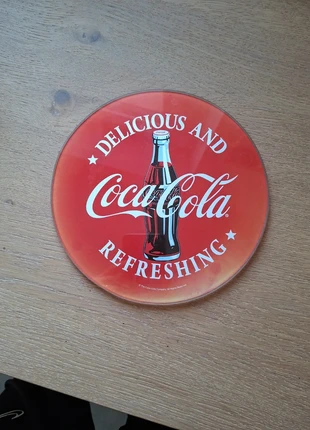 ★ DELICIOUS AND
Coca-Cola®
REFRESHING ★